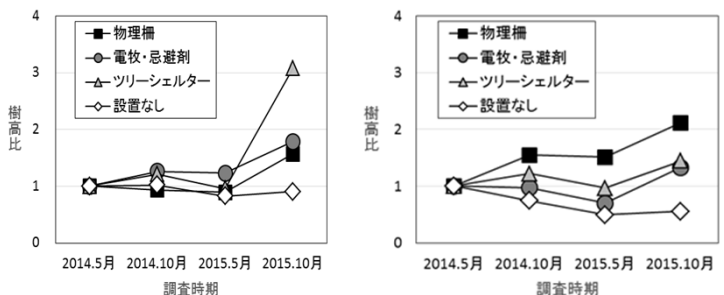 4
3
2
1
0
樹高比
物理柵
電牧・忌避剤
ツリーシェルター
設置なし
2014.5月 2014.10月 2015.5月 2015.10月
調査時期
4
3
2
1
0
樹高比
物理柵
電牧・忌避剤
ツリーシェルター
設置なし
2014.5月 2014.10月 2015.5月 2015.10月
調査時期